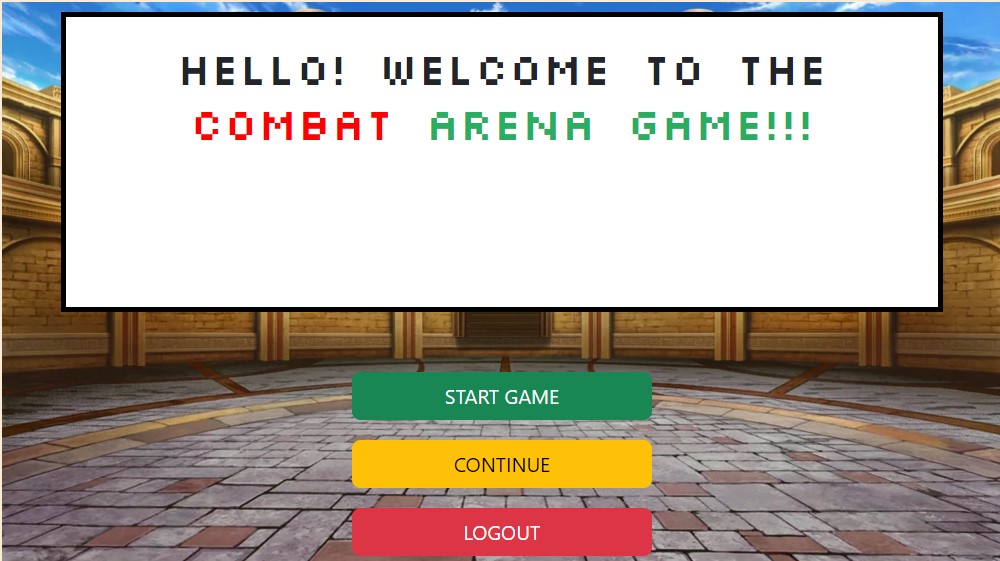 HELLO! WELCOME TO THE
COMBAT ARENA GAME!!!
START GAME
CONTINUE
LOGOUT